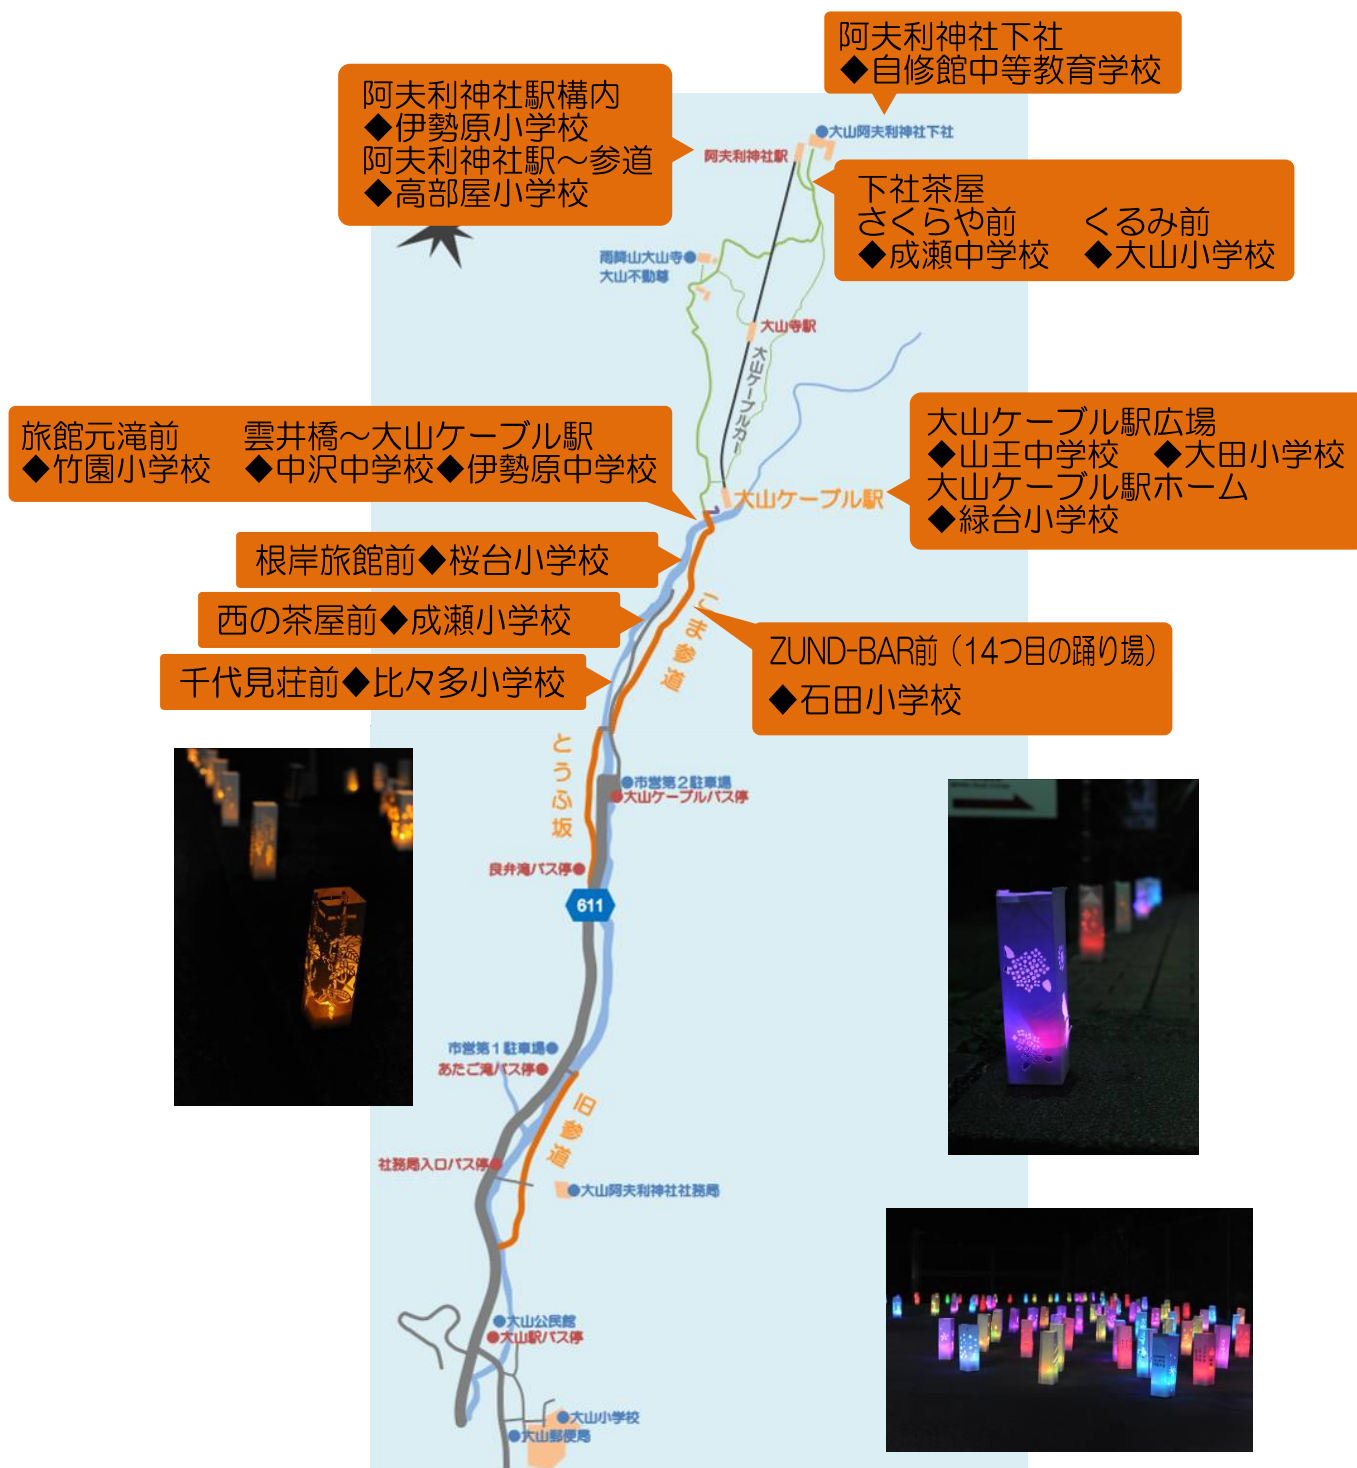 阿夫利神社下社
◆自修館中等教育学校
阿夫利神社駅構内
◆伊勢原小学校
阿夫利神社駅～参道
◆高部屋小学校
●大山阿夫利神社下社
阿夫利神社駅
下社茶屋
さくらや前　くるみ前
◆成瀬中学校　◆大山小学校
雨降山大山寺●
大山不動尊
大山寺駅
大山ケーブルカー
旅館元滝前　雲井橋～大山ケーブル駅
◆竹園小学校　◆中沢中学校◆伊勢原中学校
大山ケーブル駅広場
◆山王中学校　◆大田小学校
大山ケーブル駅ホーム
◆緑台小学校
大山ケーブル駅
根岸旅館前◆桜台小学校
西の茶屋前◆成瀬小学校
こま参道
ZUND-BAR前（14つ目の踊り場）
◆石田小学校
千代見荘前◆比々多小学校
とうふ坂
●市営第２駐車場
●大山ケーブルバス停
良弁滝バス停●
611
市営第１駐車場●
あたご滝バス停●
旧参道
社務局入口バス停●
●大山阿夫利神社社務局
●大山公民館
●大山駅バス停
●大山小学校
●大山郵便局